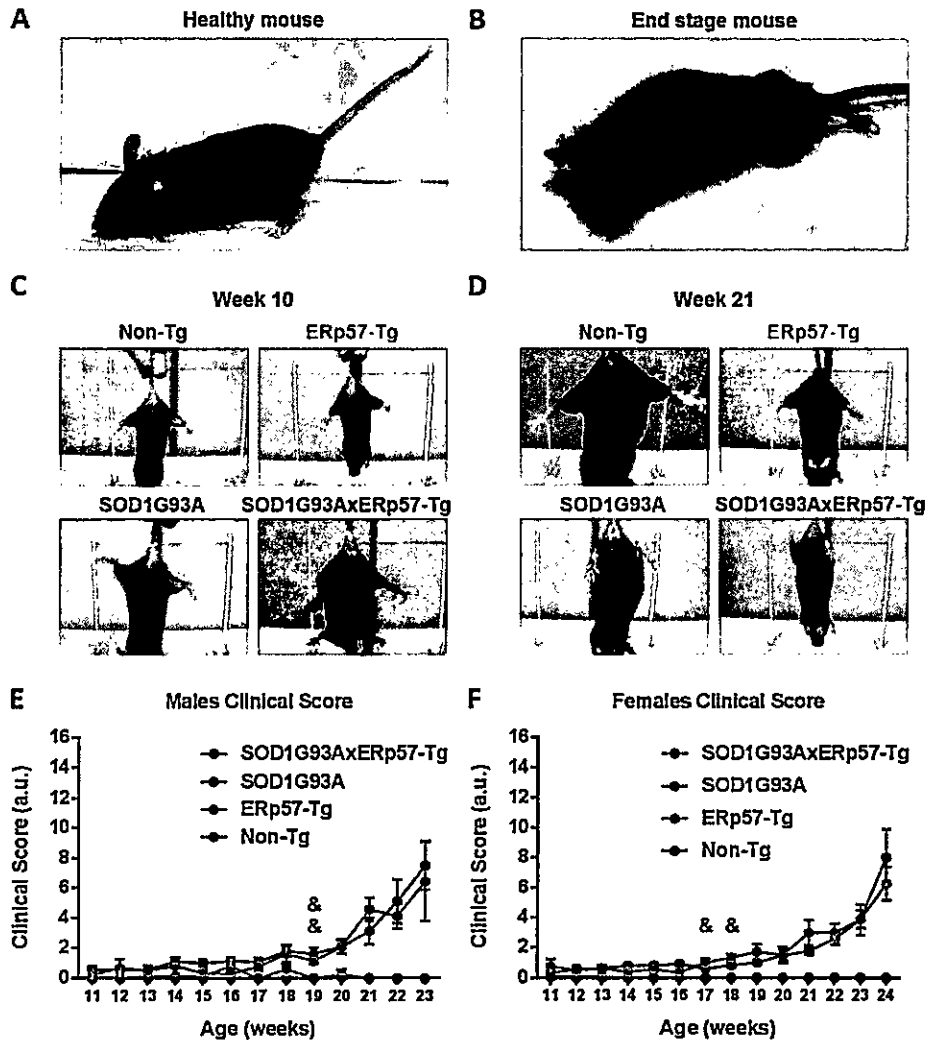 A Healthy mouse
B End stage mouse
C Week 10
Non-Tg ERp57-Tg
SOD1G93A SOD1G93AxERp57-Tg
D Week 21
Non-Tg ERp57-Tg
SOD1G93A SOD1G93AxERp57-Tg
E Males Clinical Score
SOD1G93AxERp57-Tg
SOD1G93A
ERp57-Tg
Non-Tg
Clinical Score (a.u.)
16
14
12
10
8
6
4
2
0
&
&
11 12 13 14 15 16 17 18 19 20 21 22 23
Age (weeks)
F Females Clinical Score
SOD1G93AxERp57-Tg
SOD1G93A
ERp57-Tg
Non-Tg
Clinical Score (a.u.)
16
14
12
10
8
6
4
2
0
& &
11 12 13 14 15 16 17 18 19 20 21 22 23 24
Age (weeks)